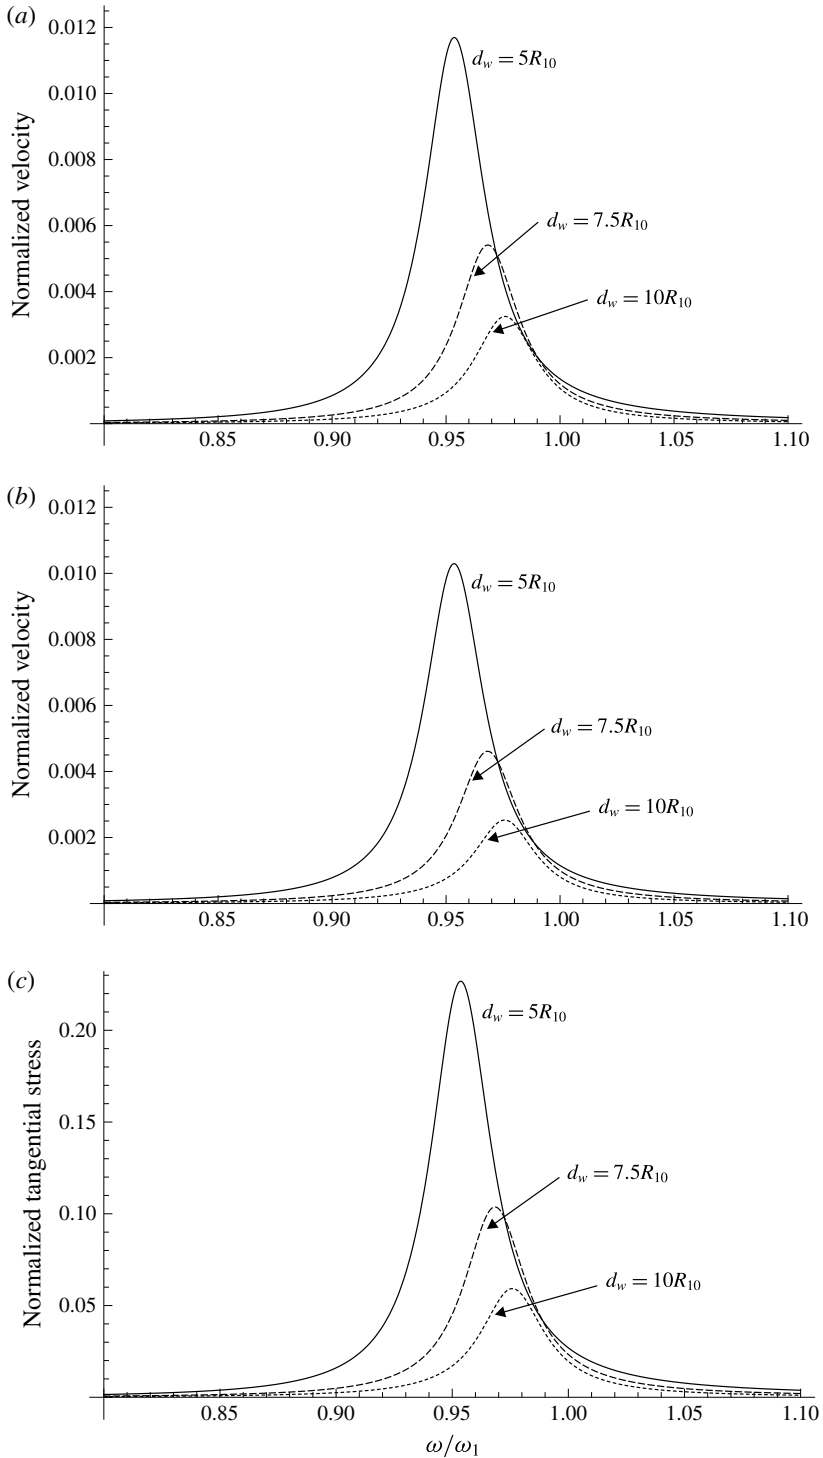 (a)
Normalized velocity
0.012
0.010
0.008
0.006
0.004
0.002
d_w = 5R_10
d_w = 7.5R_10
d_w = 10R_10
0.85 0.90 0.95 1.00 1.05 1.10
(b)
Normalized velocity
0.012
0.010
0.008
0.006
0.004
0.002
d_w = 5R_10
d_w = 7.5R_10
d_w = 10R_10
0.85 0.90 0.95 1.00 1.05 1.10
(c)
Normalized tangential stress
0.20
0.15
0.10
0.05
d_w = 5R_10
d_w = 7.5R_10
d_w = 10R_10
0.85 0.90 0.95 1.00 1.05 1.10
ω/ω_1